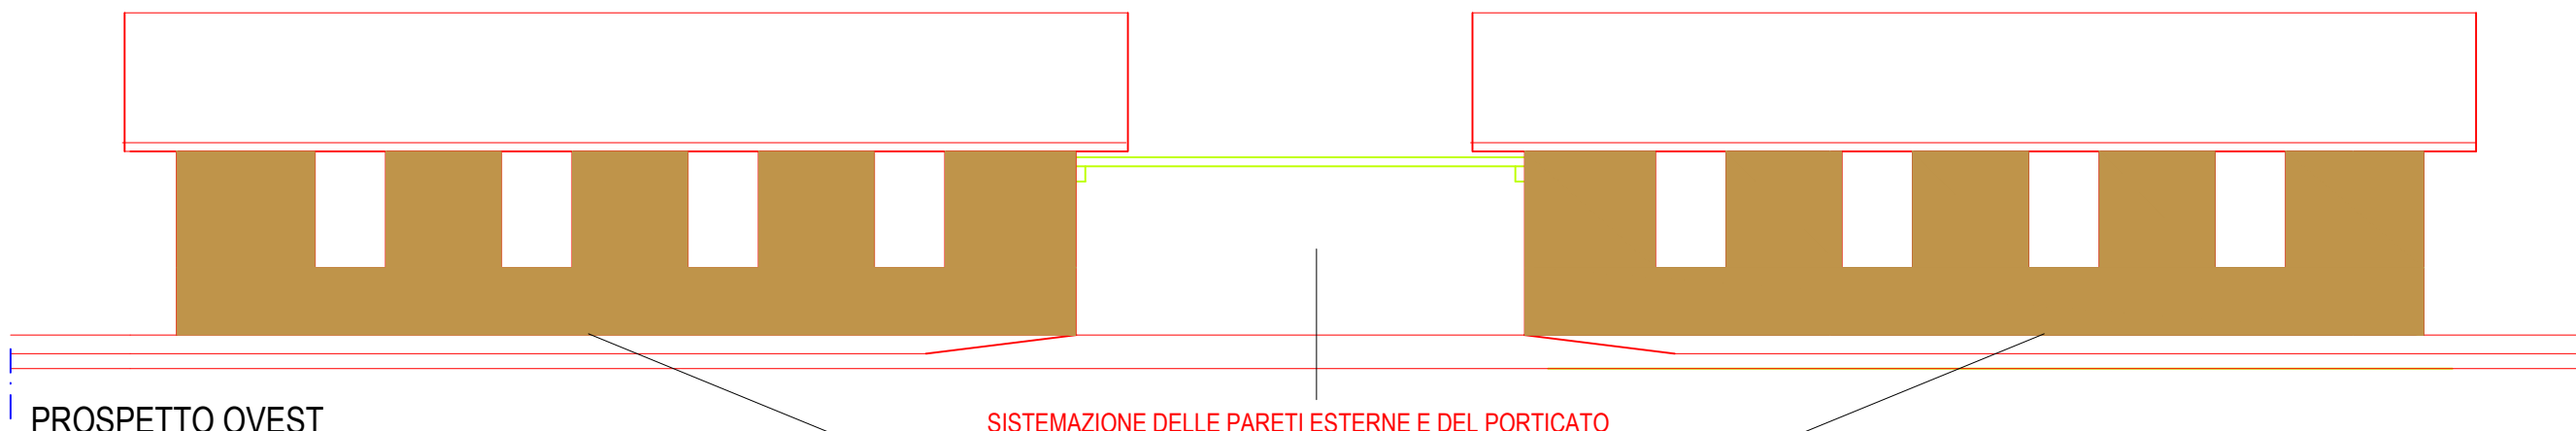 PROSPETTO OVEST
SISTEMAZIONE DELLE PARETI ESTERNE E DEL PORTICATO